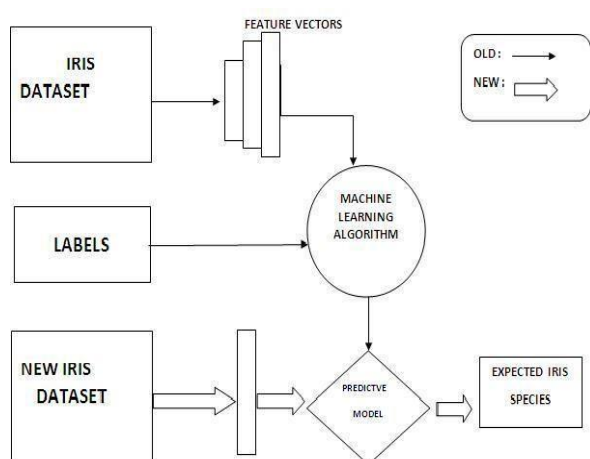 FEATURE VECTORS
IRIS
DATASET
OLD :
NEW :
MACHINE
LEARNING
ALGORITHM
LABELS
NEW IRIS
DATASET
PREDICTVE
MODEL
EXPECTED IRIS
SPECIES